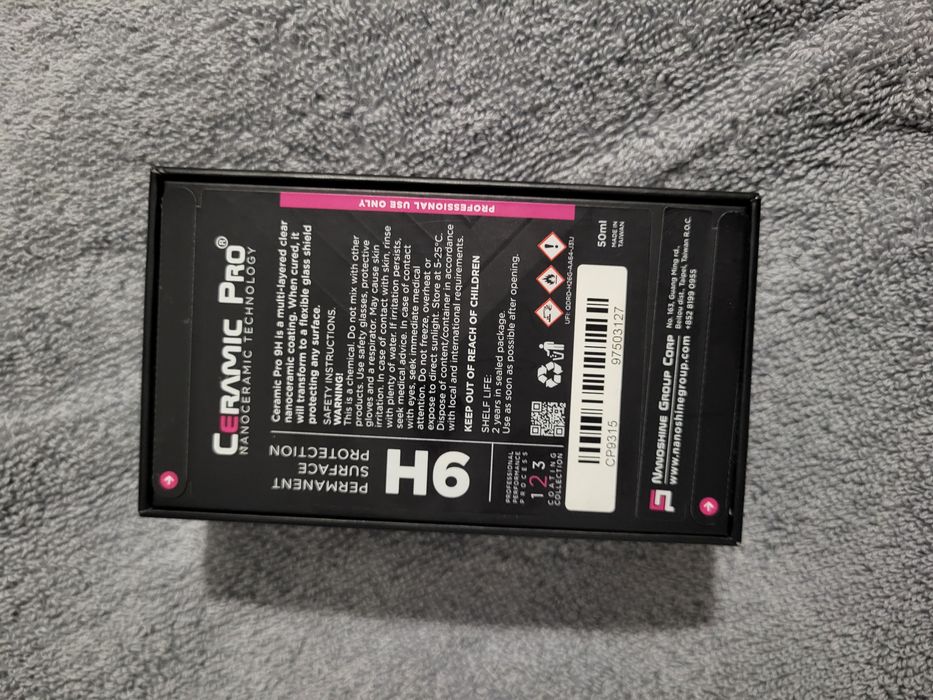 CERAMIC PRO®
NANOCERAMIC TECHNOLOGY
PROFESSIONAL USE ONLY
Ceramic Pro 9H is a multi-layered clear
nanoceramic coating. When cured, it
will transform to a flexible glass shield
protecting any surface.
SAFETY INSTRUCTIONS.
WARNING!
This is a chemical. Do not mix with other
products. Use safety glasses, protective
gloves and a respirator. May cause skin
irritation. In case of contact with skin, rinse
with plenty of water. If irritation persists,
seek medical advice. In case of contact
with eyes, seek immediate medical
attention. Do not freeze, overheat or
expose to direct sunlight. Store at 5-25°C.
Dispose of content/container in accordance
with local and international requirements.
KEEP OUT OF REACH OF CHILDREN
SHELF LIFE:
2 years in sealed package.
Use as soon as possible after opening.
PERMANENT
SURFACE
PROTECTION
9H
PROFESSIONAL
PERFORMANCE
PROCESS
1 2 3
COATING
COLLECTION
50ml
MADE IN
TAIWAN
CP9315
97503127
NANOSHINE GROUP CORP
www.nanoshinegroup.com
No. 163, Guang Ming rd.,
Beitou dist., Taipei, Taiwan R.O.C.
+852 8199 0955